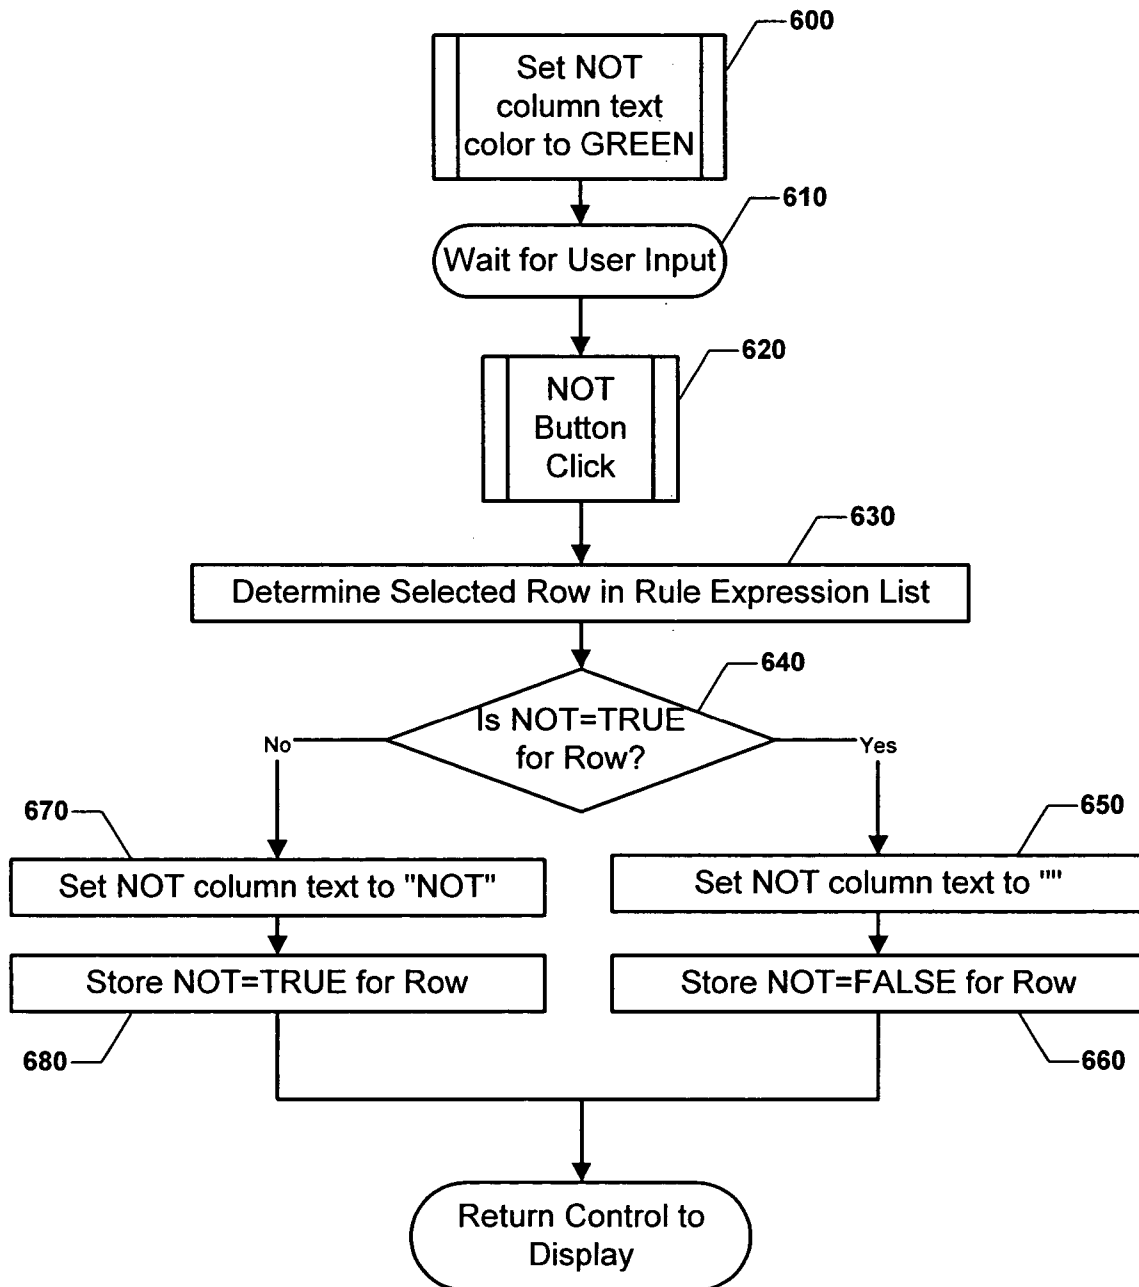 600
Set NOT
column text
color to GREEN
610
Wait for User Input
620
NOT
Button
Click
630
Determine Selected Row in Rule Expression List
640
Is NOT=TRUE
for Row?
No
Yes
670
650
Set NOT column text to "NOT"
Set NOT column text to ""
Store NOT=TRUE for Row
Store NOT=FALSE for Row
680
660
Return Control to
Display